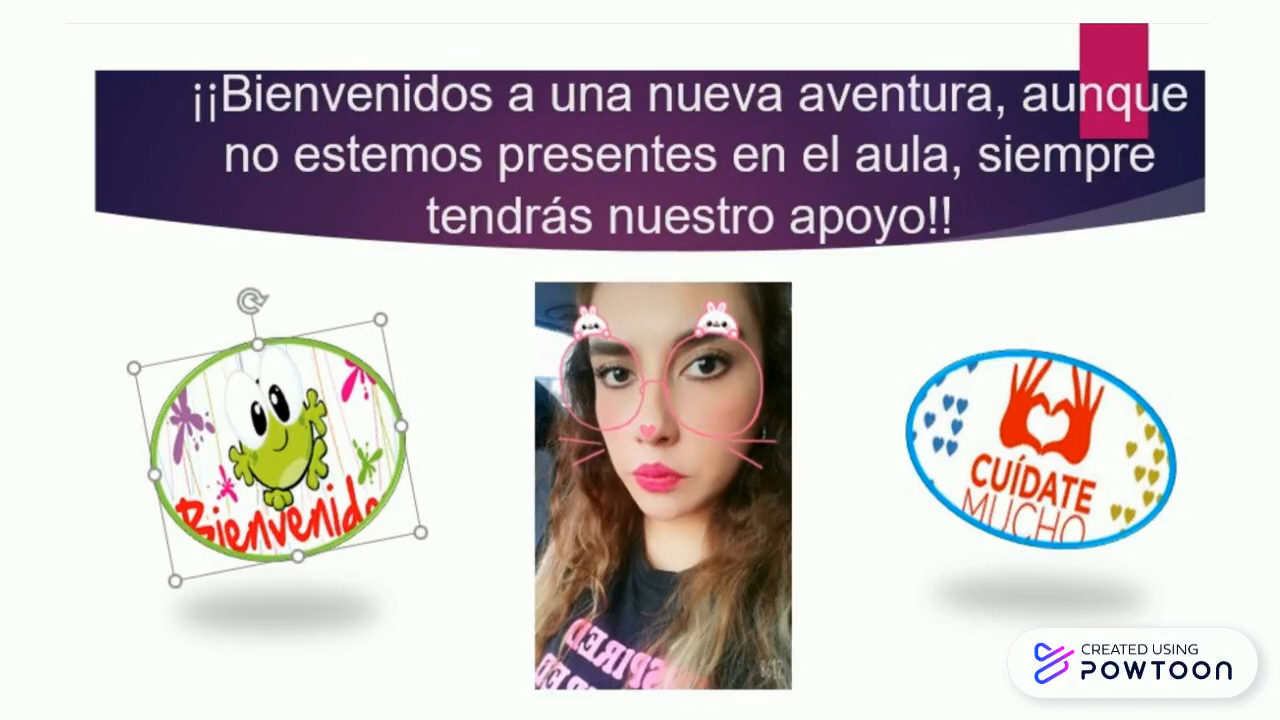 ¡¡Bienvenidos a una nueva aventura, aunque
no estemos presentes en el aula, siempre
tendrás nuestro apoyo!!
Bienvenido
CUÍDATE
MUCHO
CREATED USING
POWTOON